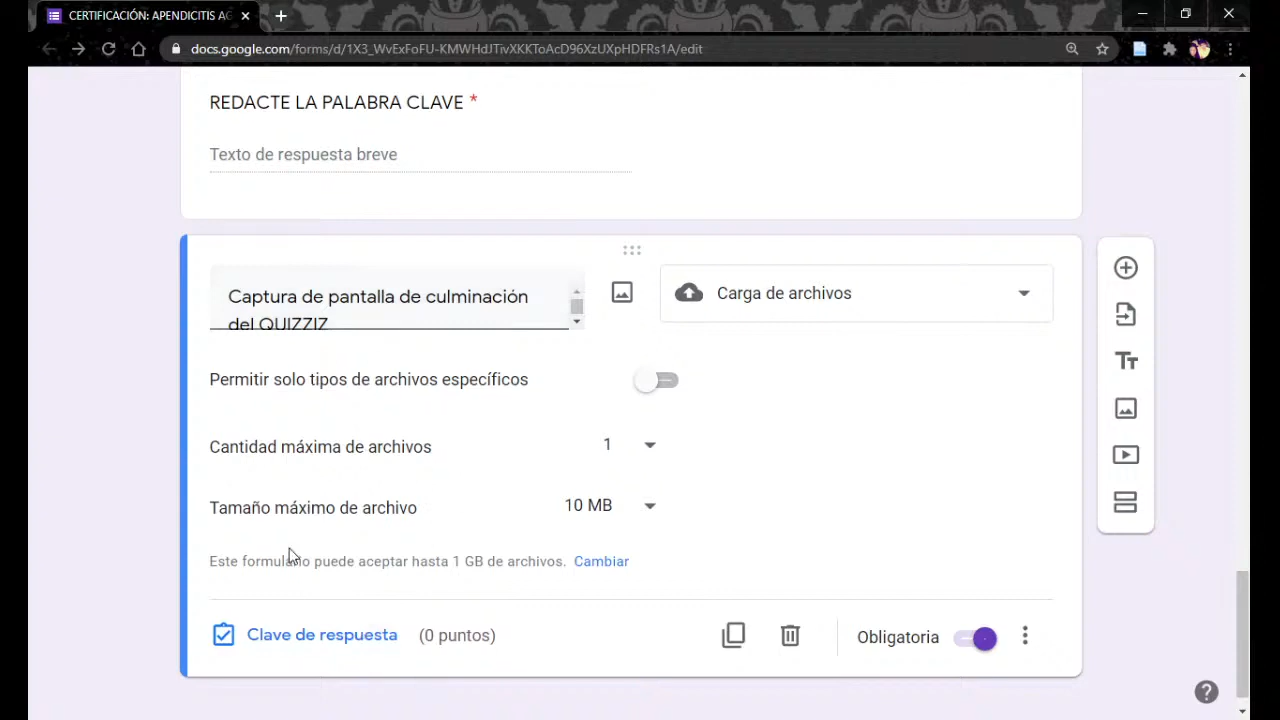 CERTIFICACIÓN: APENDICITIS AG
docs.google.com/forms/d/1X3_WvExFoFU-KMWHdJTivXKKToAcD96XzUXpHDFRs1A/edit
REDACTE LA PALABRA CLAVE *
Texto de respuesta breve
Captura de pantalla de culminación
del QUIZZIZ
Carga de archivos
Permitir solo tipos de archivos específicos
Cantidad máxima de archivos
1
Tamaño máximo de archivo
10 MB
Este formulario puede aceptar hasta 1 GB de archivos. Cambiar
Clave de respuesta (0 puntos)
Obligatoria